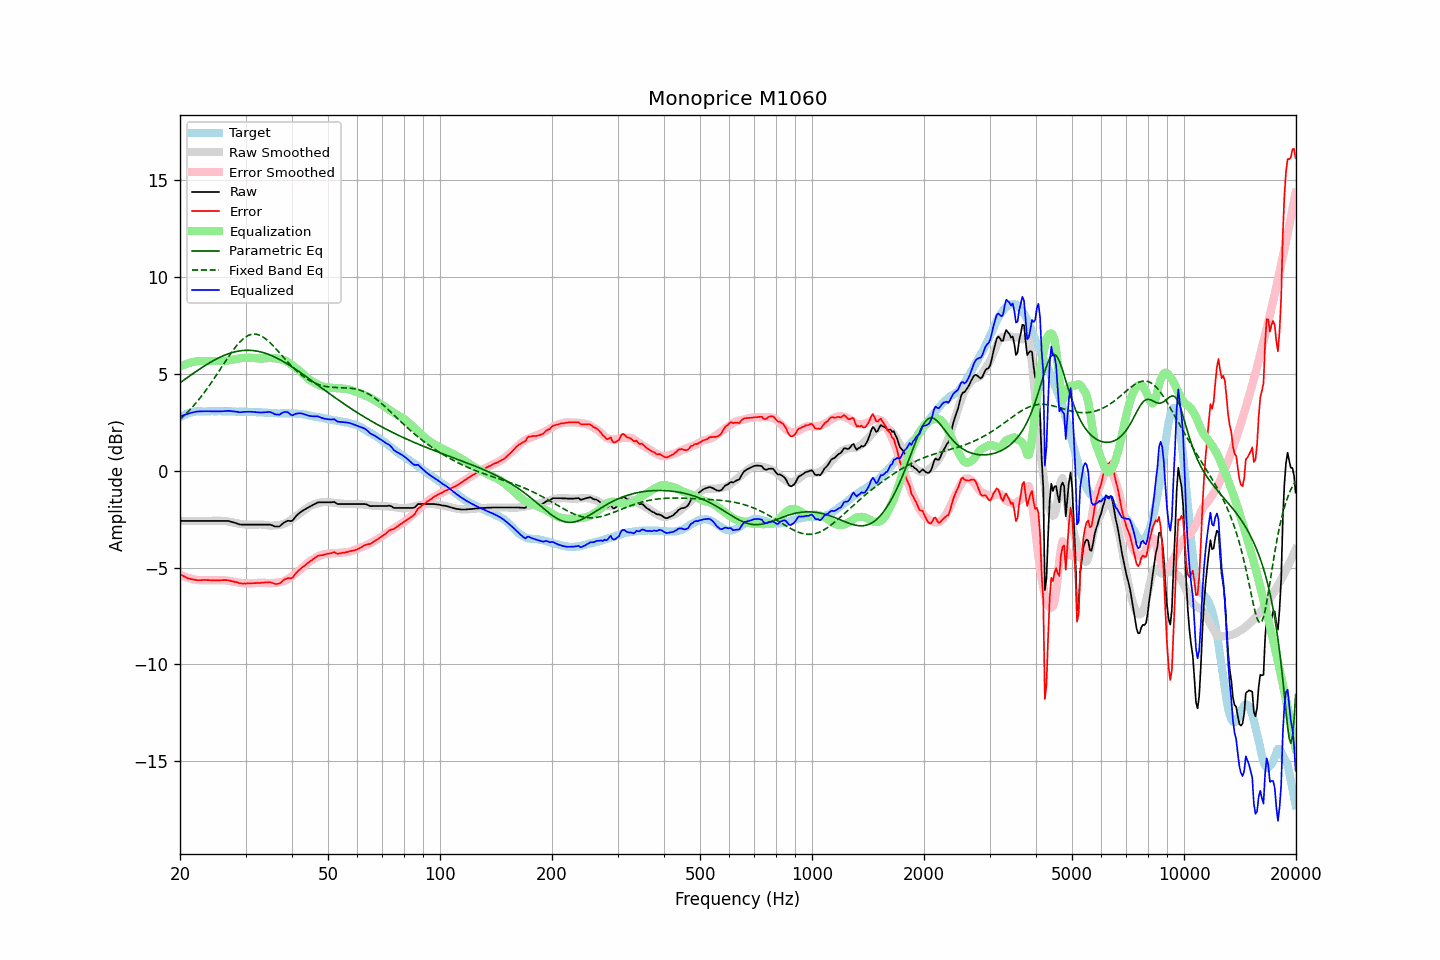 Monoprice M1060
Target
Raw Smoothed
Error Smoothed
Raw
Error
Equalization
Parametric Eq
Fixed Band Eq
Equalized
15
10
5
0
−5
−10
−15
Amplitude (dBr)
20 50 100 200 500 1000 2000 5000 10000 20000
Frequency (Hz)